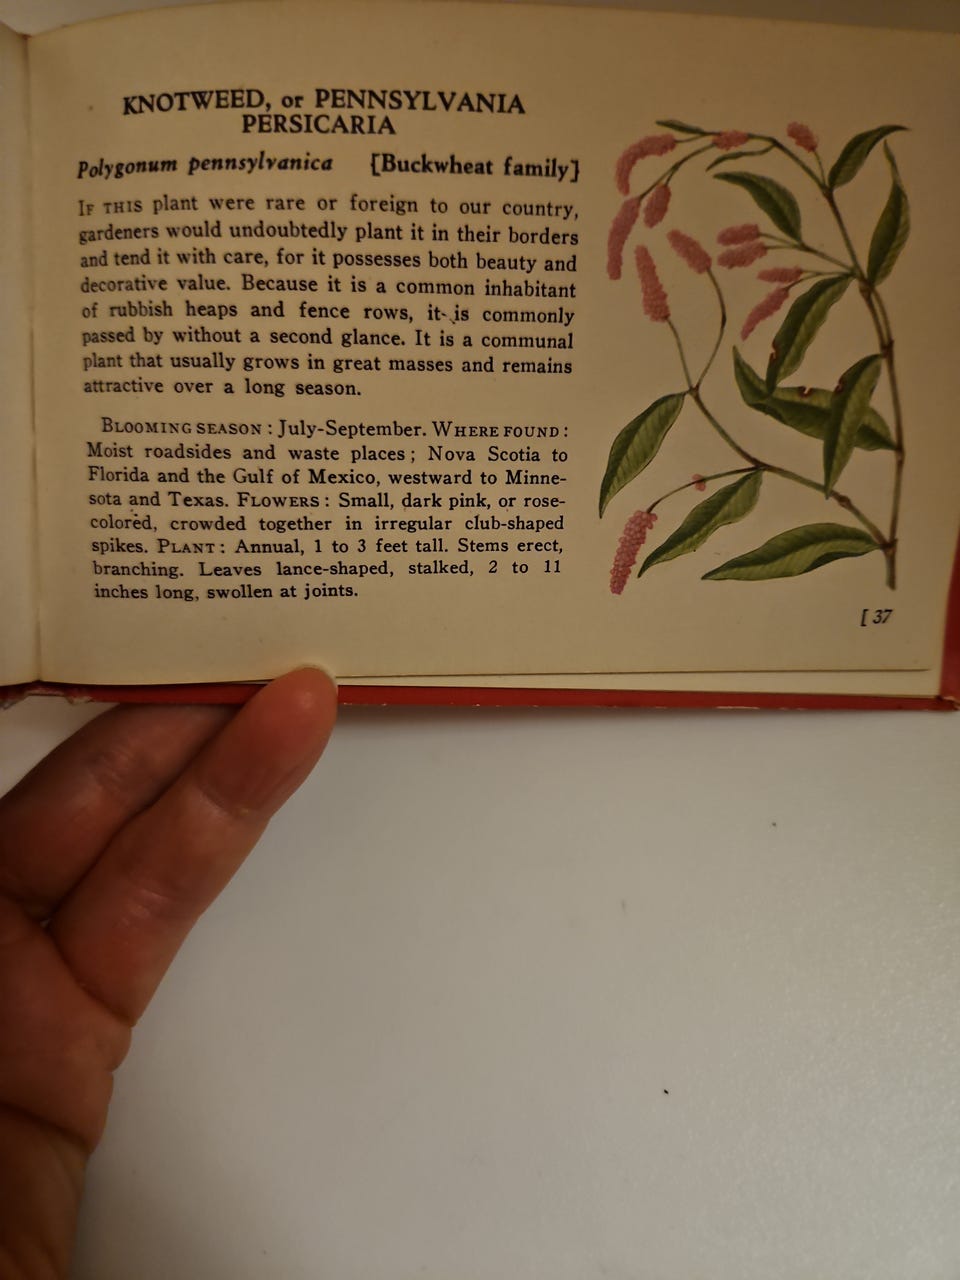 KNOTWEED, or PENNSYLVANIA
PERSICARIA
Polygonum pennsylvanica [Buckwheat family]
IF THIS plant were rare or foreign to our country,
gardeners would undoubtedly plant it in their borders
and tend it with care, for it possesses both beauty and
decorative value. Because it is a common inhabitant
of rubbish heaps and fence rows, it is commonly
passed by without a second glance. It is a communal
plant that usually grows in great masses and remains
attractive over a long season.
BLOOMING SEASON: July-September. WHERE FOUND:
Moist roadsides and waste places; Nova Scotia to
Florida and the Gulf of Mexico, westward to Minne-
sota and Texas. FLOWERS: Small, dark pink, or rose-
colored, crowded together in irregular club-shaped
spikes. PLANT: Annual, 1 to 3 feet tall. Stems erect,
branching. Leaves lance-shaped, stalked, 2 to 11
inches long, swollen at joints.
[ 37